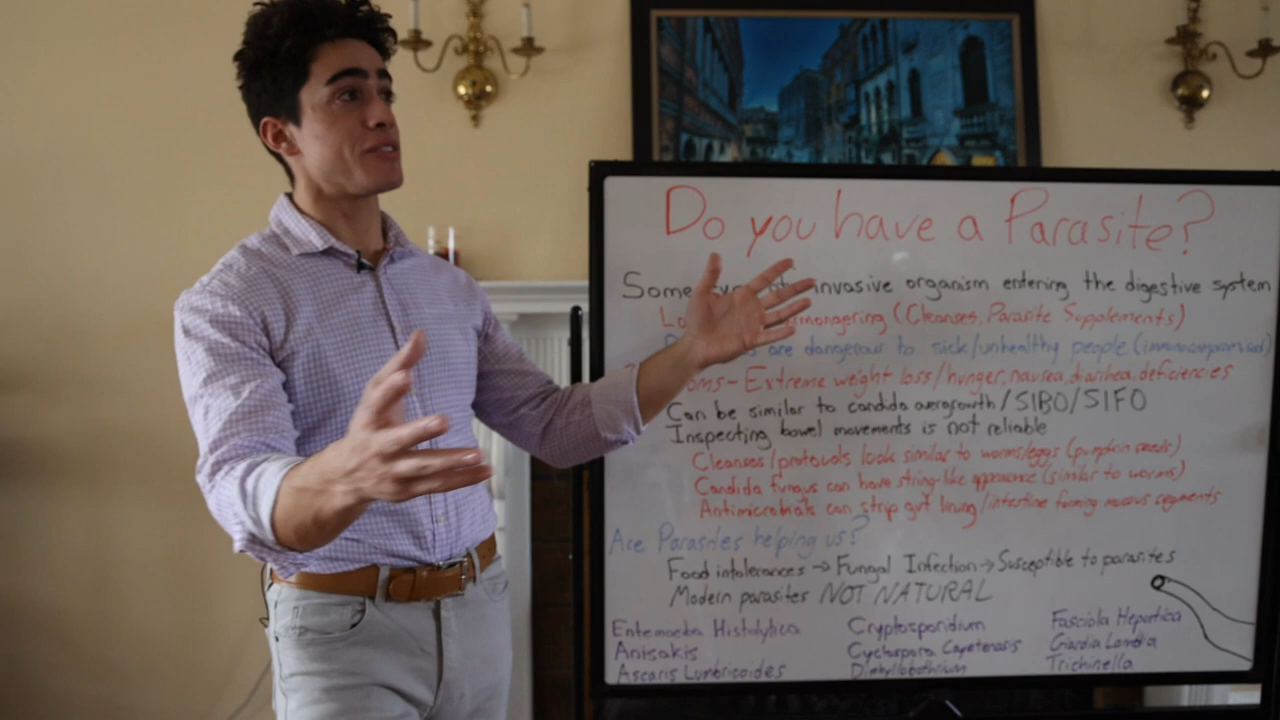 Do you have a Parasite?
Some invasive organism entering the digestive system
(Cleanses, Parasite Supplements)
are dangerous to sick/unhealthy people (immunocompromised)
oms - Extreme weight loss/hunger, nausea, diarrhea, deficiencies
Can be similar to candida overgrowth/SIBO/SIFO
Inspecting bowel movements is not reliable
Cleanses/protocols look similar to worms/eggs (pumpkin seeds)
Candida fungus can have string-like appearance (similar to worms)
Antimicrobials can strip gut lining/intestine forming mucus segments
Are Parasites helping us?
Food intolerances → Fungal Infection → Susceptible to parasites
Modern parasites NOT NATURAL
Entemoeba Histolytica Cryptosporidium Fasciola Hepatica
Anisakis Cyclospora Giardia
Ascaris Lumbricoides Trichinella